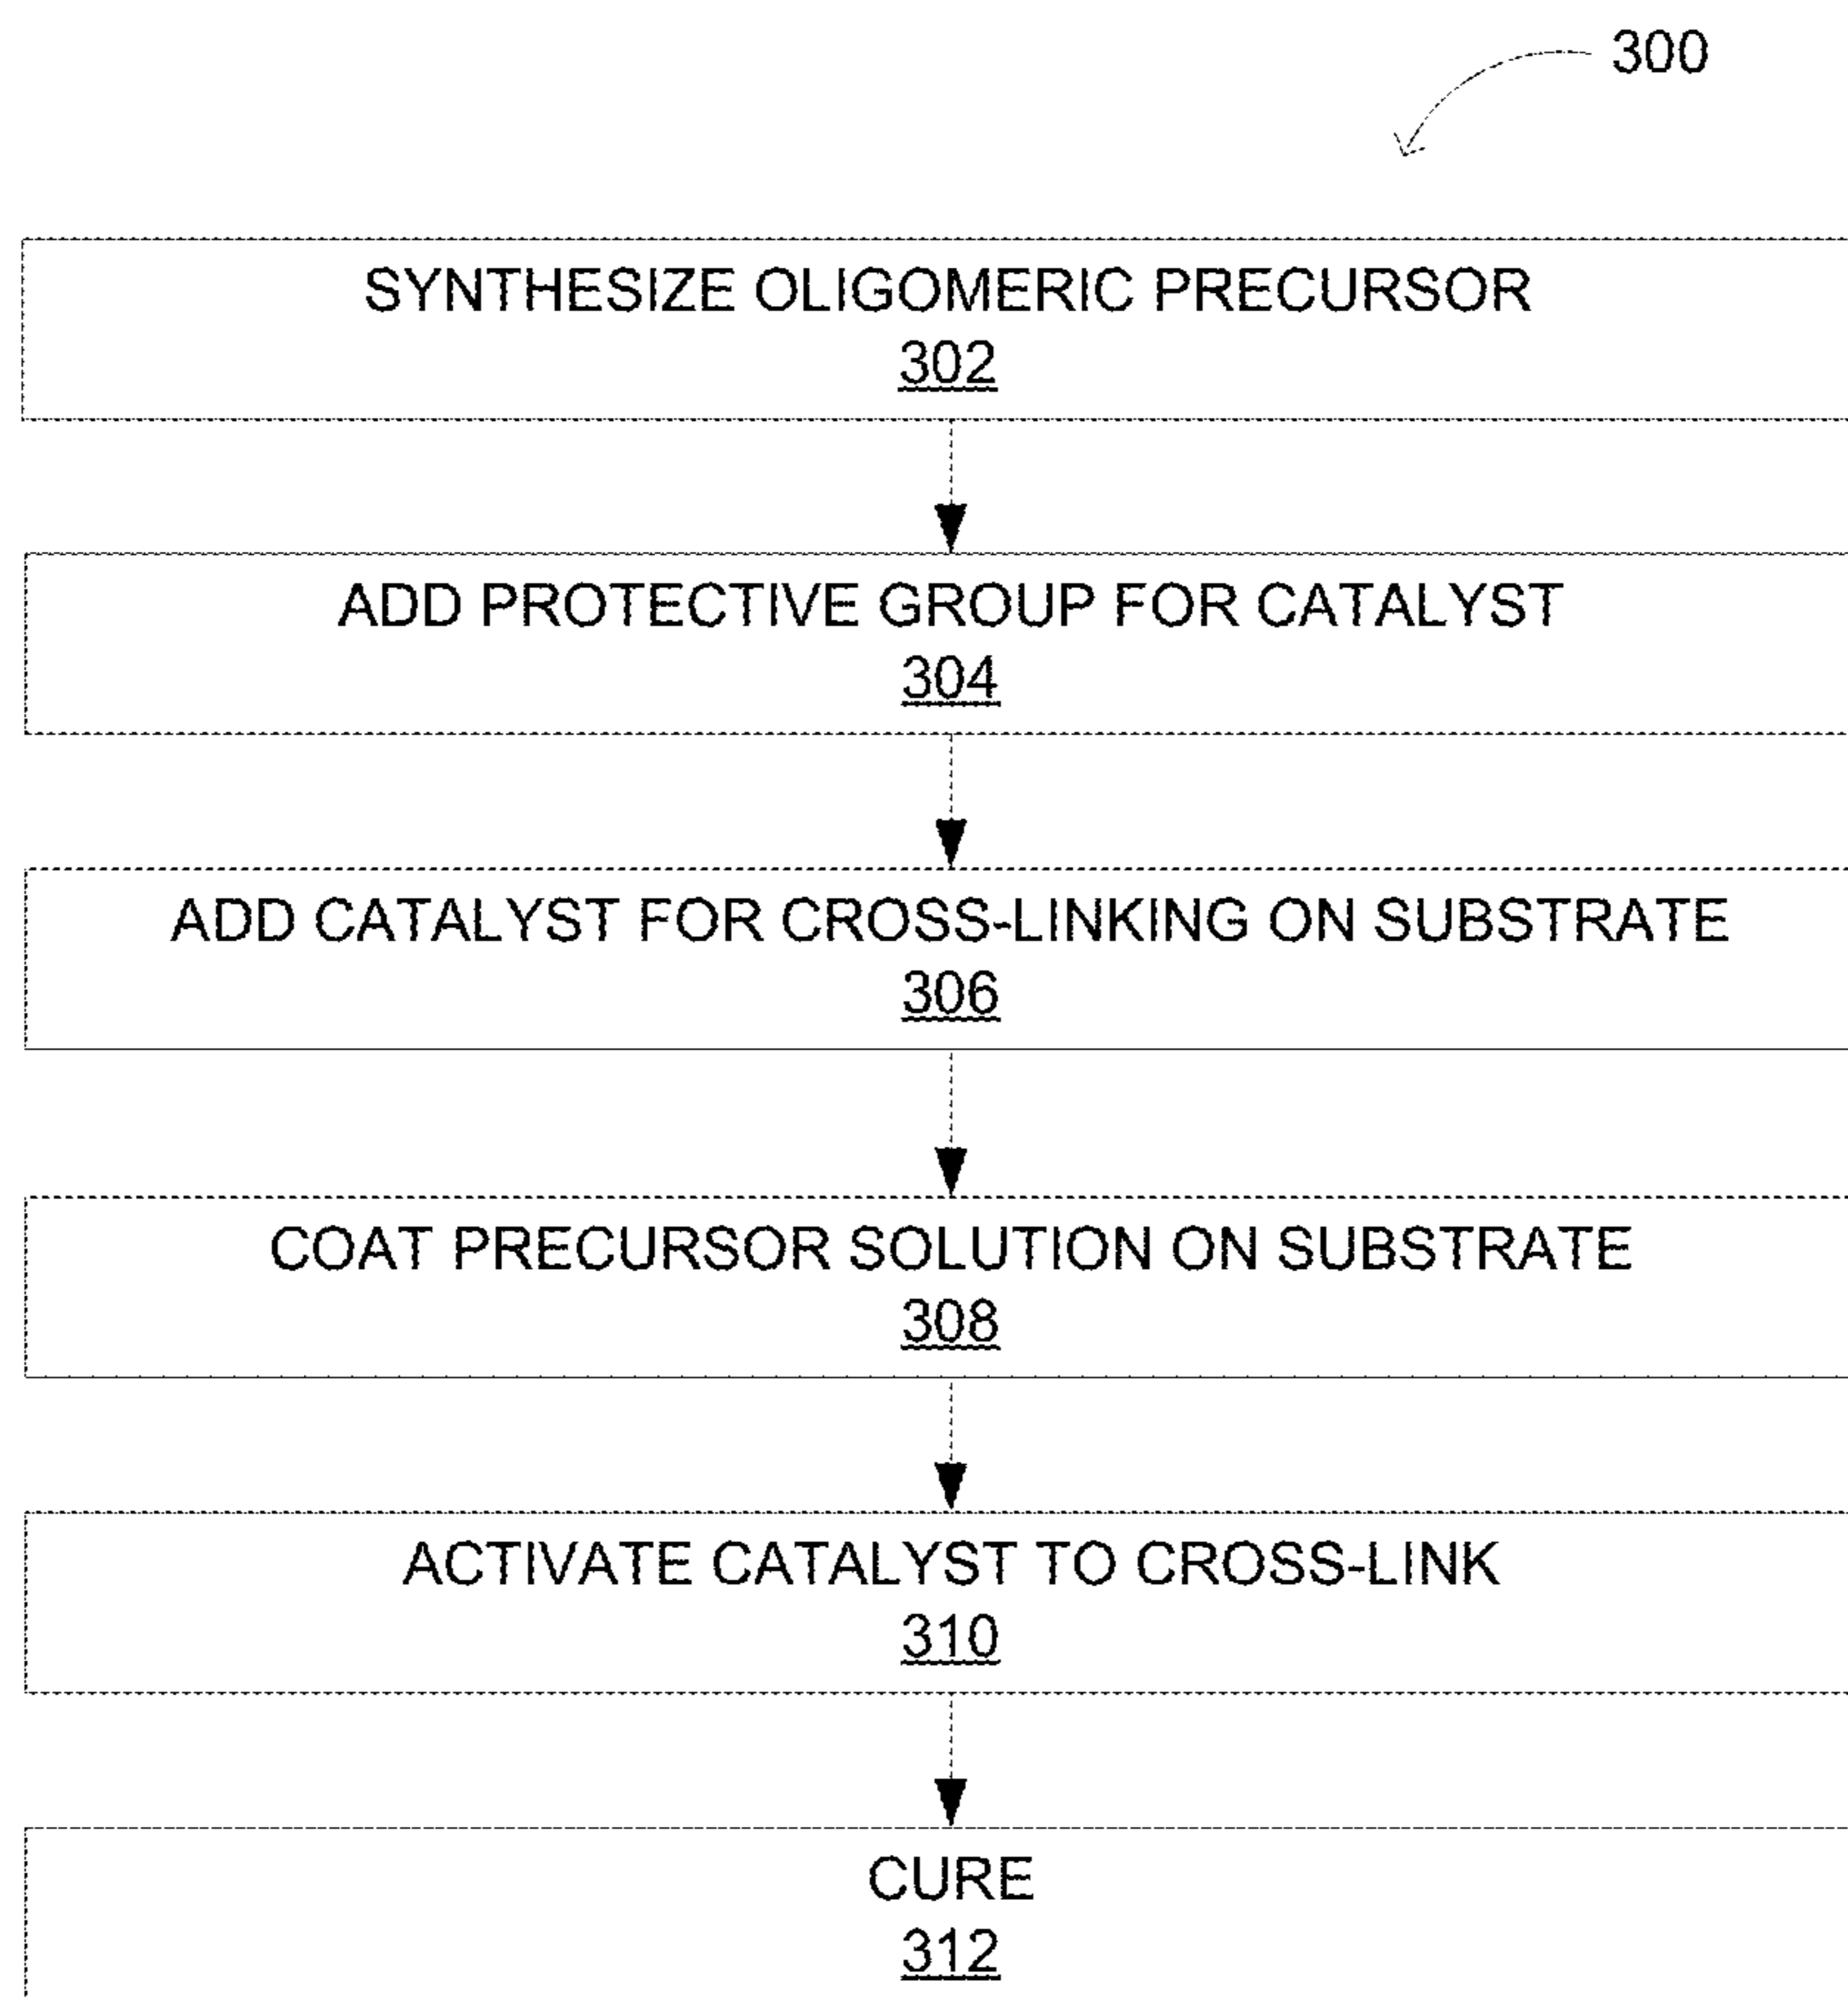 300
SYNTHESIZE OLIGOMERIC PRECURSOR
302
ADD PROTECTIVE GROUP FOR CATALYST
304
ADD CATALYST FOR CROSS-LINKING ON SUBSTRATE
306
COAT PRECURSOR SOLUTION ON SUBSTRATE
308
ACTIVATE CATALYST TO CROSS-LINK
310
CURE
312